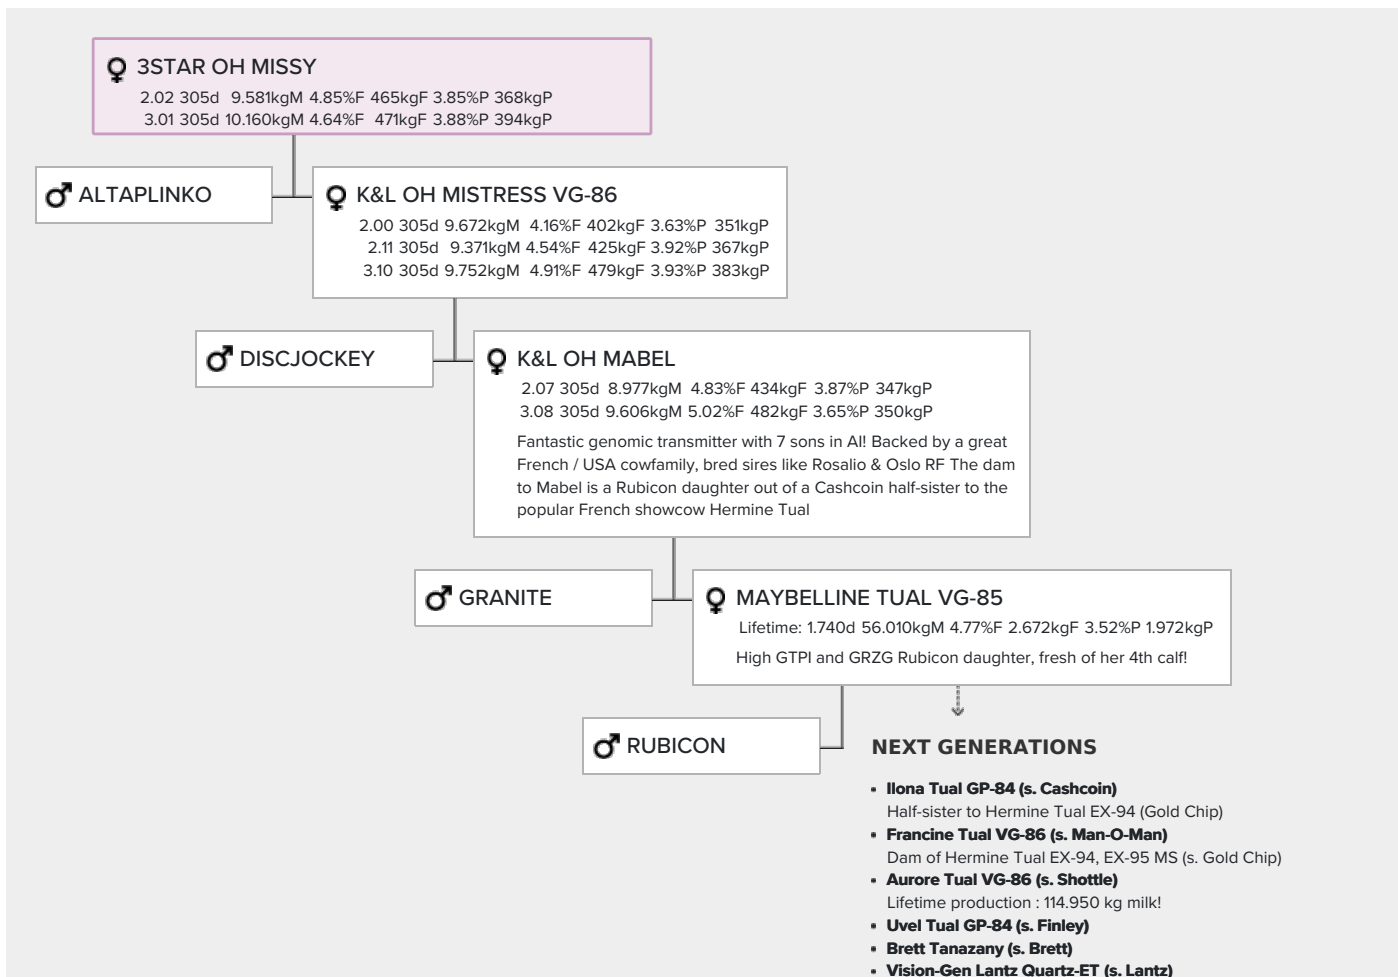 3STAR OH MISSY
2.02 305d 9.581kgM 4.85%F 465kgF 3.85%P 368kgP
3.01 305d 10.160kgM 4.64%F 471kgF 3.88%P 394kgP
ALTAPLINKO
K&L OH MISTRESS VG-86
2.00 305d 9.672kgM 4.16%F 402kgF 3.63%P 351kgP
2.11 305d 9.371kgM 4.54%F 425kgF 3.92%P 367kgP
3.10 305d 9.752kgM 4.91%F 479kgF 3.93%P 383kgP
DISCJOCKEY
K&L OH MABEL
2.07 305d 8.977kgM 4.83%F 434kgF 3.87%P 347kgP
3.08 305d 9.606kgM 5.02%F 482kgF 3.65%P 350kgP
Fantastic genomic transmitter with 7 sons in AI! Backed by a great
French / USA cowfamily, bred sires like Rosalio & Oslo RF The dam
to Mabel is a Rubicon daughter out of a Cashcoin half-sister to the
popular French showcow Hermine Tual
GRANITE
MAYBELLINE TUAL VG-85
Lifetime: 1.740d 56.010kgM 4.77%F 2.672kgF 3.52%P 1.972kgP
High GTPI and GRZG Rubicon daughter, fresh of her 4th calf!
RUBICON
NEXT GENERATIONS
• Ilona Tual GP-84 (s. Cashcoin)
Half-sister to Hermine Tual EX-94 (Gold Chip)
• Francine Tual VG-86 (s. Man-O-Man)
Dam of Hermine Tual EX-94, EX-95 MS (s. Gold Chip)
• Aurore Tual VG-86 (s. Shottle)
Lifetime production : 114.950 kg milk!
• Uvel Tual GP-84 (s. Finley)
• Brett Tanazany (s. Brett)
• Vision-Gen Lantz Quartz-ET (s. Lantz)